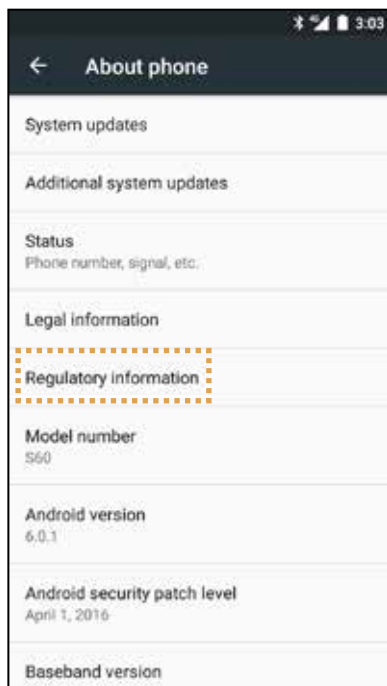 3:03
About phone
System updates
Additional system updates
Status
Phone number, signal, etc.
Legal information
Regulatory information
Model number
S60
Android version
6.0.1
Android security patch level
April 1, 2016
Baseband version